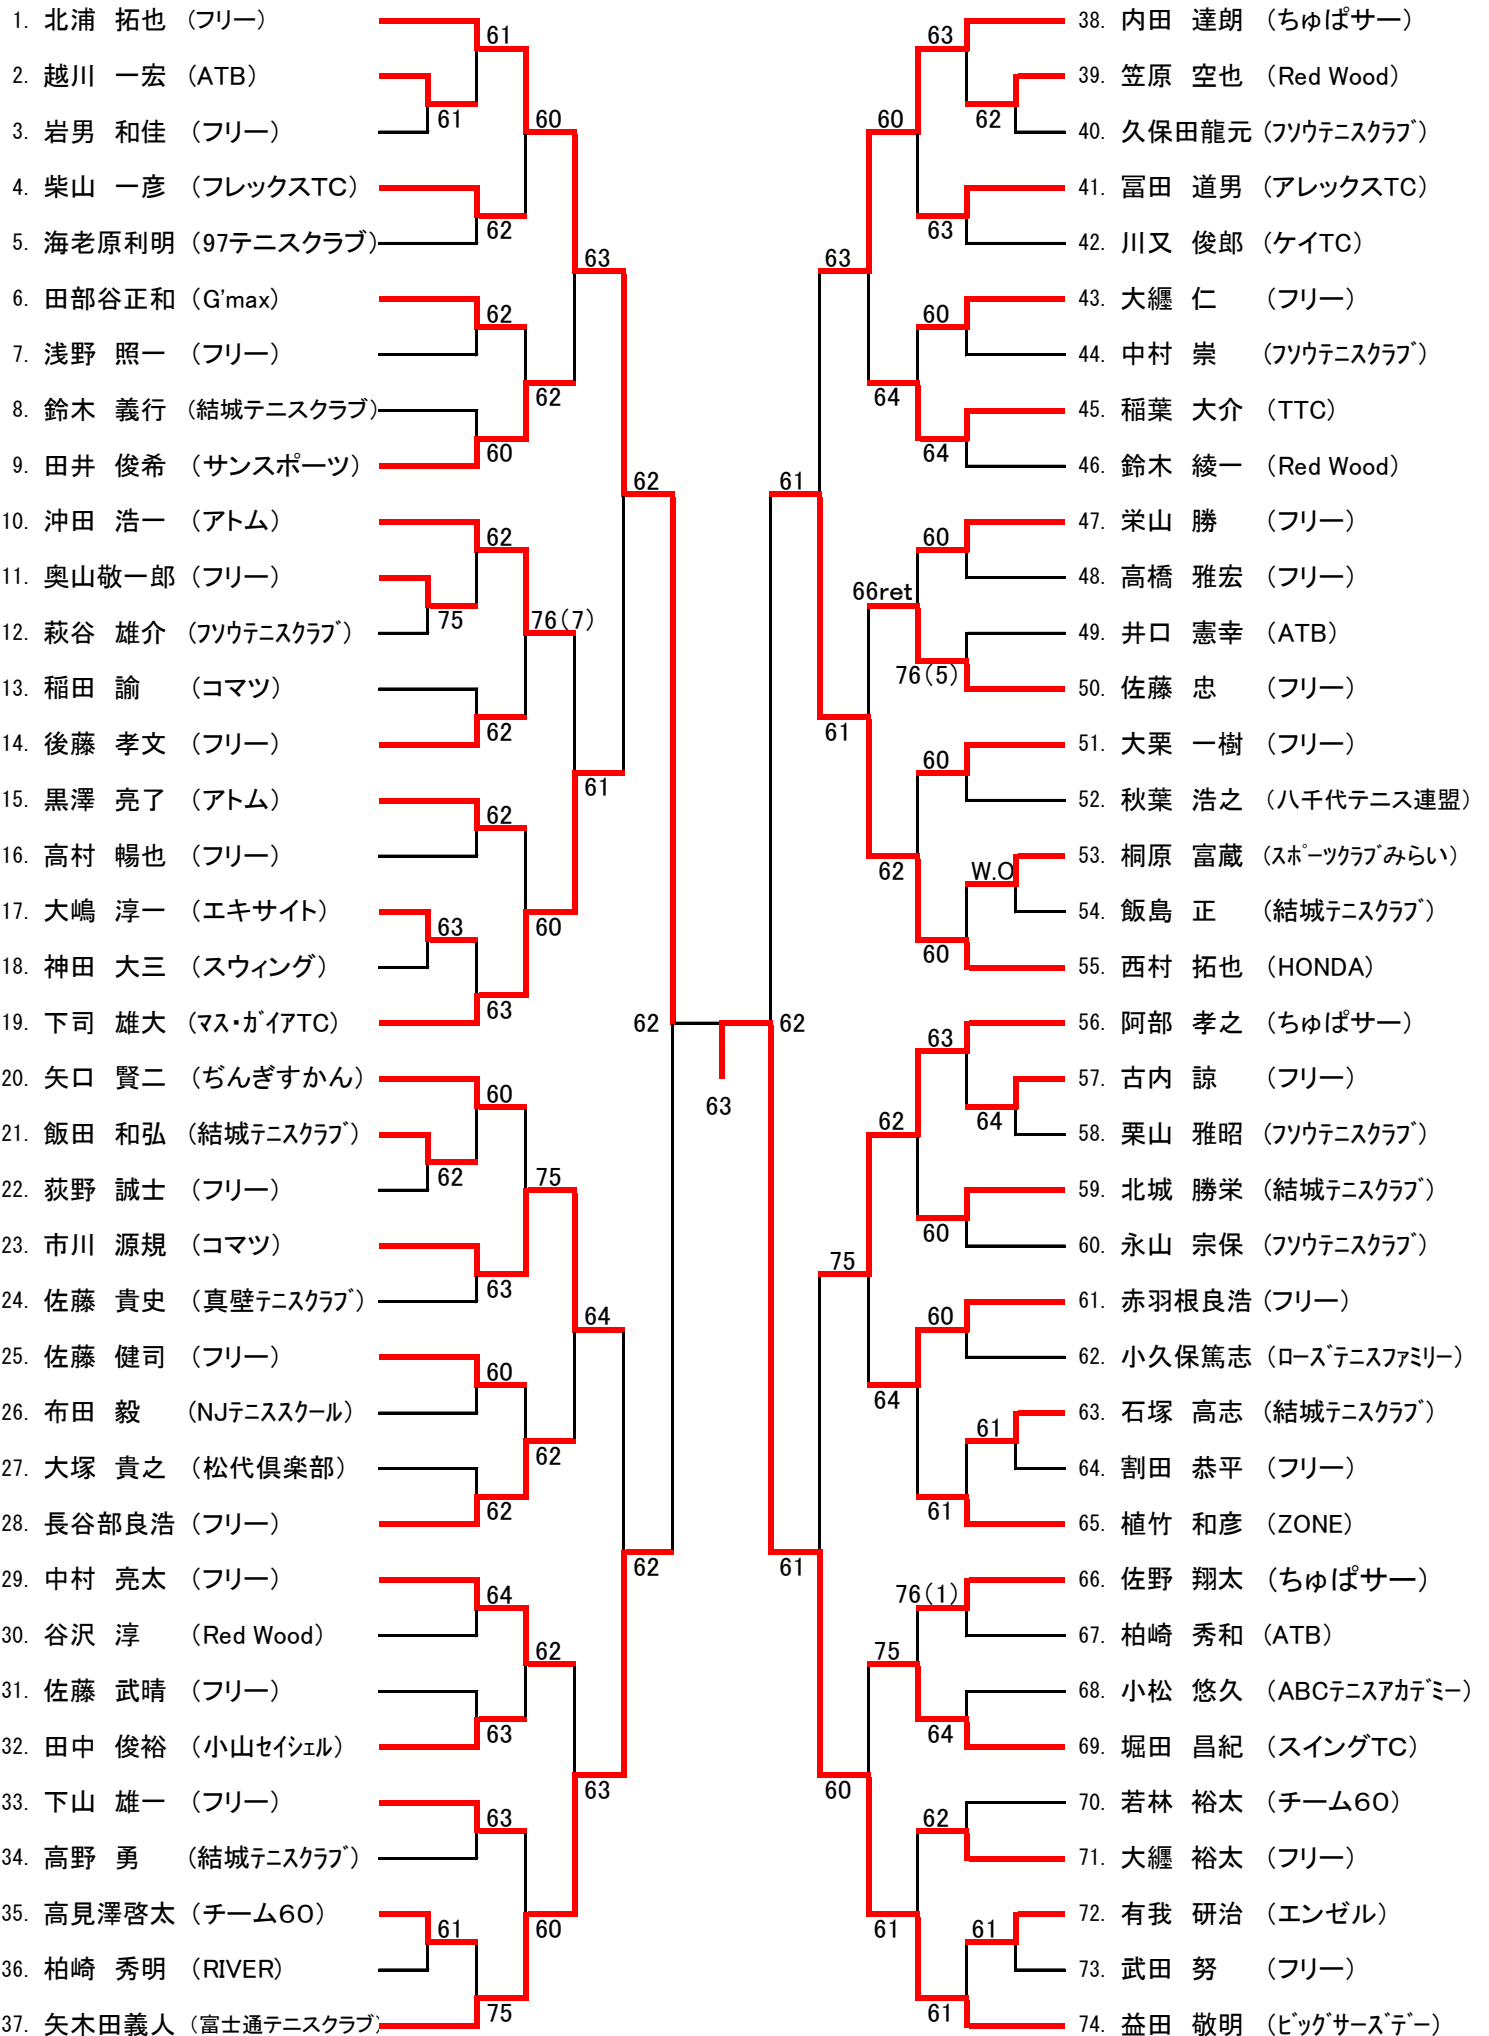 1. 北浦 拓也 (フリー)
2. 越川 一宏 (ATB)
3. 岩男 和佳 (フリー)
4. 柴山 一彦 (フレックスTC)
5. 海老原利明 (97テニスクラブ)
6. 田部谷正和 (G'max)
7. 浅野 照一 (フリー)
8. 鈴木 義行 (結城テニスクラブ)
9. 田井 俊希 (サンスポーツ)
10. 沖田 浩一 (アトム)
11. 奥山敬一郎 (フリー)
12. 萩谷 雄介 (フソウテニスクラブ)
13. 稲田 諭 (コマツ)
14. 後藤 孝文 (フリー)
15. 黒澤 亮了 (アトム)
16. 高村 暢也 (フリー)
17. 大嶋 淳一 (エキサイト)
18. 神田 大三 (スウィング)
19. 下司 雄大 (マス・ガイアTC)
20. 矢口 賢二 (ぢんぎすかん)
21. 飯田 和弘 (結城テニスクラブ)
22. 荻野 誠士 (フリー)
23. 市川 源規 (コマツ)
24. 佐藤 貴史 (真壁テニスクラブ)
25. 佐藤 健司 (フリー)
26. 布田 毅 (NJテニススクール)
27. 大塚 貴之 (松代倶楽部)
28. 長谷部良浩 (フリー)
29. 中村 亮太 (フリー)
30. 谷沢 淳 (Red Wood)
31. 佐藤 武晴 (フリー)
32. 田中 俊裕 (小山セイシェル)
33. 下山 雄一 (フリー)
34. 高野 勇 (結城テニスクラブ)
35. 高見澤啓太 (チーム60)
36. 柏崎 秀明 (RIVER)
37. 矢木田義人 (富士通テニスクラブ)
61
61
60
62
63
62
62
60
62
62
75
76(7)
62
61
62
63
60
63
62
60
62
75
63
64
60
62
62
62
64
62
63
63
63
61
60
75
63
62
63
62
60
63
63
60
64
64
61
60
66ret
76(5)
61
60
W.O
62
60
63
64
62
60
75
60
64
61
61
61
76(1)
75
64
60
62
61
61
61
38. 内田 達朗 (ちゅぱサー)
39. 笠原 空也 (Red Wood)
40. 久保田龍元 (フソウテニスクラブ)
41. 冨田 道男 (アレックスTC)
42. 川又 俊郎 (ケイTC)
43. 大纒 仁 (フリー)
44. 中村 崇 (フソウテニスクラブ)
45. 稲葉 大介 (TTC)
46. 鈴木 綾一 (Red Wood)
47. 栄山 勝 (フリー)
48. 高橋 雅宏 (フリー)
49. 井口 憲幸 (ATB)
50. 佐藤 忠 (フリー)
51. 大栗 一樹 (フリー)
52. 秋葉 浩之 (八千代テニス連盟)
53. 桐原 富蔵 (スポーツクラブみらい)
54. 飯島 正 (結城テニスクラブ)
55. 西村 拓也 (HONDA)
56. 阿部 孝之 (ちゅぱサー)
57. 古内 諒 (フリー)
58. 栗山 雅昭 (フソウテニスクラブ)
59. 北城 勝栄 (結城テニスクラブ)
60. 永山 宗保 (フソウテニスクラブ)
61. 赤羽根良浩 (フリー)
62. 小久保篤志 (ローズテニスファミリー)
63. 石塚 高志 (結城テニスクラブ)
64. 割田 恭平 (フリー)
65. 植竹 和彦 (ZONE)
66. 佐野 翔太 (ちゅぱサー)
67. 柏崎 秀和 (ATB)
68. 小松 悠久 (ABCテニスアカデミー)
69. 堀田 昌紀 (スイングTC)
70. 若林 裕太 (チーム60)
71. 大纒 裕太 (フリー)
72. 有我 研治 (エンゼル)
73. 武田 努 (フリー)
74. 益田 敬明 (ビッグサーズデー)